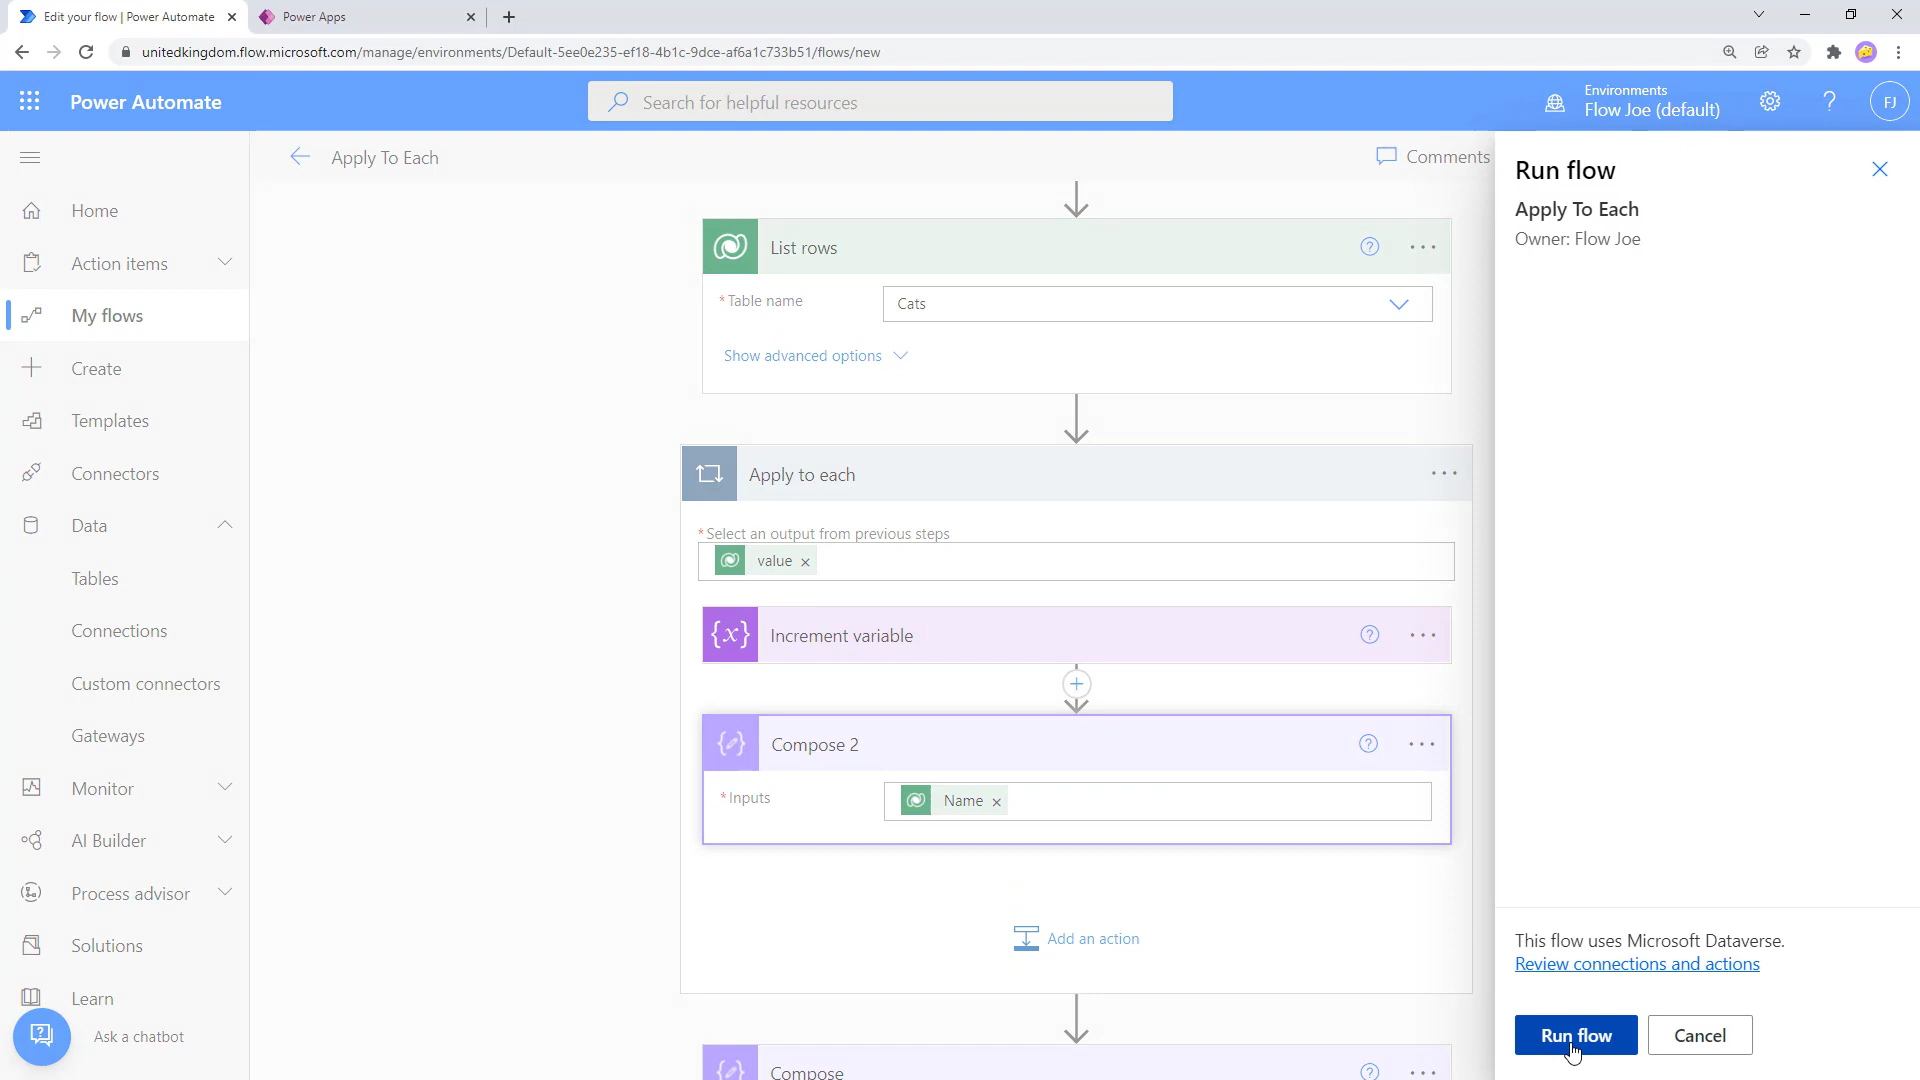 Edit your flow | Power Automate
Power Apps
unitedkingdom.flow.microsoft.com/manage/environments/Default-5ee0e235-ef18-4b1c-9dce-af6a1c733b51/flows/new
Power Automate
Search for helpful resources
Environments
Flow Joe (default)
?
FJ
Apply To Each
Comments
Home
Action items
My flows
Create
Templates
Connectors
Data
Tables
Connections
Custom connectors
Gateways
Monitor
AI Builder
Process advisor
Solutions
Learn
Ask a chatbot
List rows
* Table name
Cats
Show advanced options
Apply to each
* Select an output from previous steps
value
{x} Increment variable
Compose 2
* Inputs
Name
Add an action
Compose
Run flow
Apply To Each
Owner: Flow Joe
This flow uses Microsoft Dataverse.
Review connections and actions
Run flow
Cancel